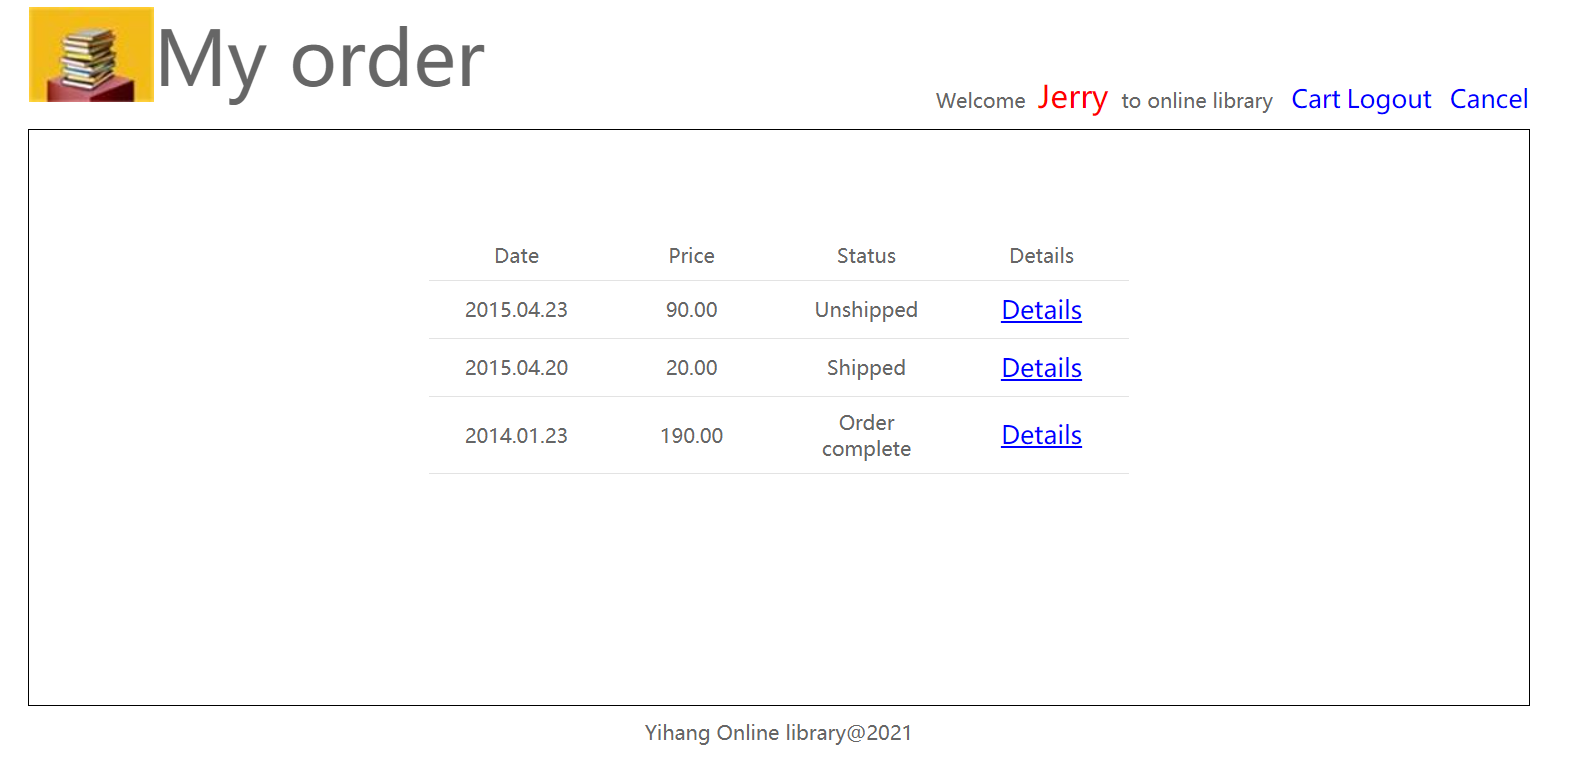 My order
Welcome Jerry to online library Cart Logout Cancel
Date Price Status Details
2015.04.23 90.00 Unshipped Details
2015.04.20 20.00 Shipped Details
2014.01.23 190.00 Order complete Details
Yihang Online library@2021